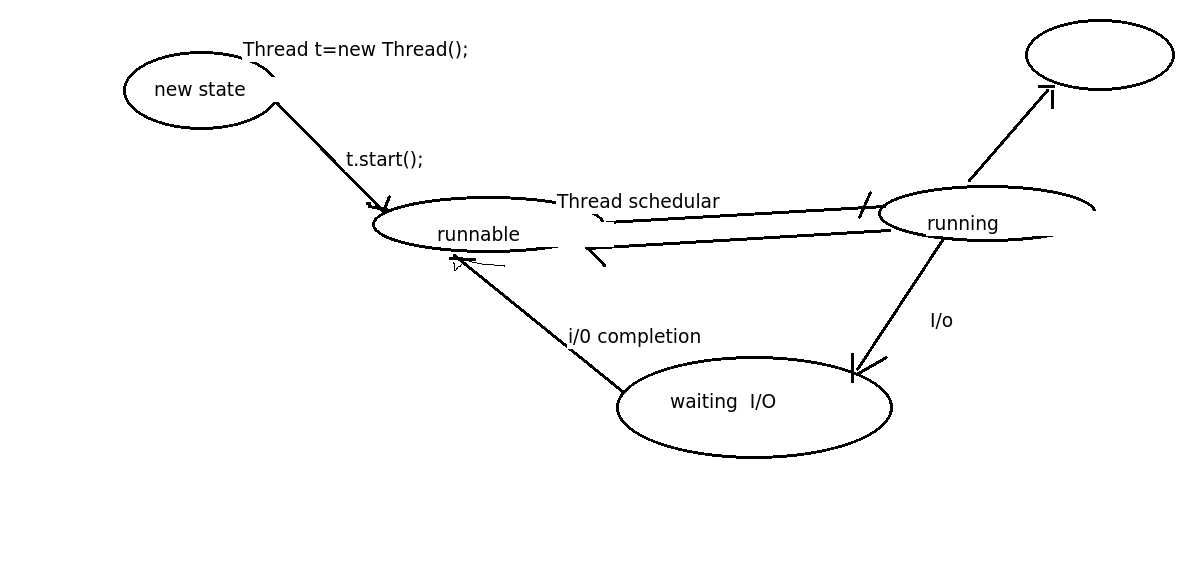 Thread t=new Thread();
new state
t.start();
Thread schedular
runnable
running
I/o
i/0 completion
waiting  I/O